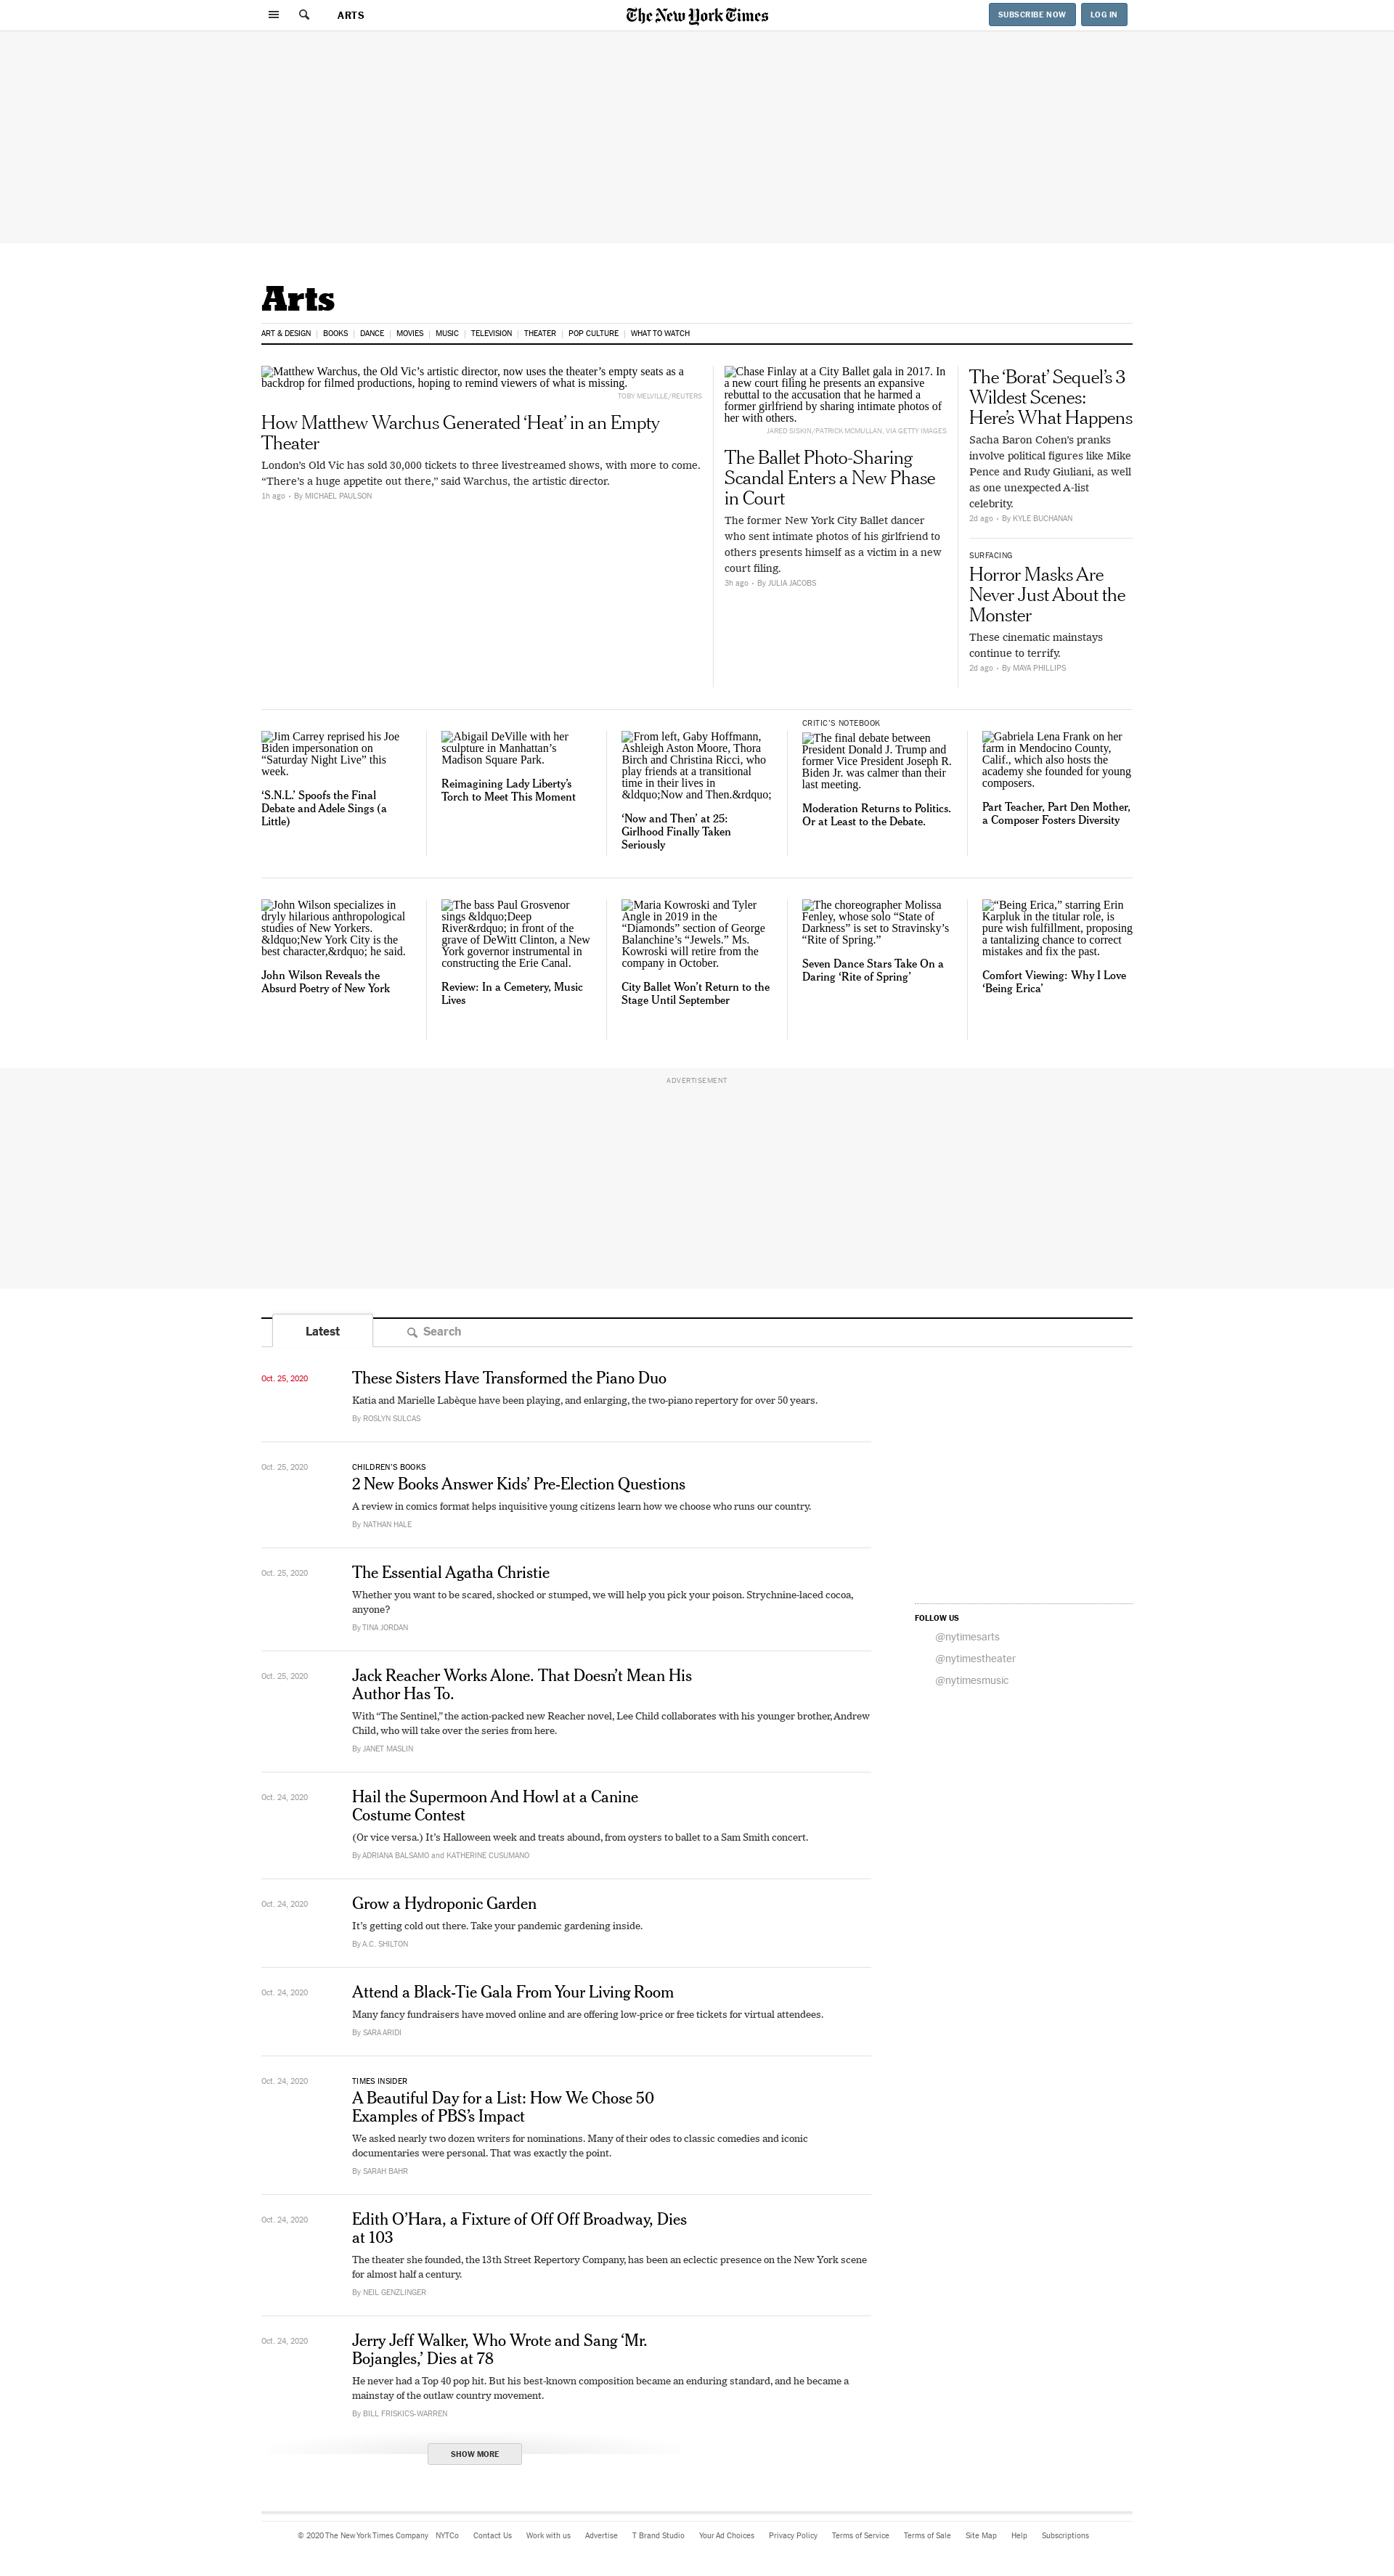 ARTS
The New York Times
SUBSCRIBE NOW
LOG IN
Arts
ART & DESIGN
BOOKS
DANCE
MOVIES
MUSIC
TELEVISION
THEATER
POP CULTURE
WHAT TO WATCH
Matthew Warchus, the Old Vic’s artistic director, now uses the theater’s empty seats as a
backdrop for filmed productions, hoping to remind viewers of what is missing.
TOBY MELVILLE/REUTERS
How Matthew Warchus Generated ‘Heat’ in an Empty
Theater
London’s Old Vic has sold 30,000 tickets to three livestreamed shows, with more to come.
“There’s a huge appetite out there,” said Warchus, the artistic director.
1h ago • By MICHAEL PAULSON
Chase Finlay at a City Ballet gala in 2017. In
a new court filing he presents an expansive
rebuttal to the accusation that he harmed a
former girlfriend by sharing intimate photos of
her with others.
JARED SISKIN/PATRICK MCMULLAN, VIA GETTY IMAGES
The Ballet Photo-Sharing
Scandal Enters a New Phase
in Court
The former New York City Ballet dancer
who sent intimate photos of his girlfriend to
others presents himself as a victim in a new
court filing.
3h ago • By JULIA JACOBS
The ‘Borat’ Sequel’s 3
Wildest Scenes:
Here’s What Happens
Sacha Baron Cohen’s pranks
involve political figures like Mike
Pence and Rudy Giuliani, as well
as one unexpected A-list
celebrity.
2d ago • By KYLE BUCHANAN
SURFACING
Horror Masks Are
Never Just About the
Monster
These cinematic mainstays
continue to terrify.
2d ago • By MAYA PHILLIPS
Jim Carrey reprised his Joe
Biden impersonation on
“Saturday Night Live” this
week.
‘S.N.L.’ Spoofs the Final
Debate and Adele Sings (a
Little)
Abigail DeVille with her
sculpture in Manhattan’s
Madison Square Park.
Reimagining Lady Liberty’s
Torch to Meet This Moment
From left, Gaby Hoffmann,
Ashleigh Aston Moore, Thora
Birch and Christina Ricci, who
play friends at a transitional
time in their lives in
&ldquo;Now and Then.&rdquo;
‘Now and Then’ at 25:
Girlhood Finally Taken
Seriously
CRITIC’S NOTEBOOK
The final debate between
President Donald J. Trump and
former Vice President Joseph R.
Biden Jr. was calmer than their
last meeting.
Moderation Returns to Politics.
Or at Least to the Debate.
Gabriela Lena Frank on her
farm in Mendocino County,
Calif., which also hosts the
academy she founded for young
composers.
Part Teacher, Part Den Mother,
a Composer Fosters Diversity
John Wilson specializes in
dryly hilarious anthropological
studies of New Yorkers.
&ldquo;New York City is the
best character,&rdquo; he said.
John Wilson Reveals the
Absurd Poetry of New York
The bass Paul Grosvenor
sings &ldquo;Deep
River&rdquo; in front of the
grave of DeWitt Clinton, a New
York governor instrumental in
constructing the Erie Canal.
Review: In a Cemetery, Music
Lives
Maria Kowroski and Tyler
Angle in 2019 in the
“Diamonds” section of George
Balanchine’s “Jewels.” Ms.
Kowroski will retire from the
company in October.
City Ballet Won’t Return to the
Stage Until September
The choreographer Molissa
Fenley, whose solo “State of
Darkness” is set to Stravinsky’s
“Rite of Spring.”
Seven Dance Stars Take On a
Daring ‘Rite of Spring’
“Being Erica,” starring Erin
Karpluk in the titular role, is
pure wish fulfillment, proposing
a tantalizing chance to correct
mistakes and fix the past.
Comfort Viewing: Why I Love
‘Being Erica’
ADVERTISEMENT
Latest
Search
Oct. 25, 2020
These Sisters Have Transformed the Piano Duo
Katia and Marielle Labèque have been playing, and enlarging, the two-piano repertory for over 50 years.
By ROSLYN SULCAS
Oct. 25, 2020
CHILDREN’S BOOKS
2 New Books Answer Kids’ Pre-Election Questions
A review in comics format helps inquisitive young citizens learn how we choose who runs our country.
By NATHAN HALE
Oct. 25, 2020
The Essential Agatha Christie
Whether you want to be scared, shocked or stumped, we will help you pick your poison. Strychnine-laced cocoa,
anyone?
By TINA JORDAN
Oct. 25, 2020
Jack Reacher Works Alone. That Doesn’t Mean His
Author Has To.
With “The Sentinel,” the action-packed new Reacher novel, Lee Child collaborates with his younger brother, Andrew
Child, who will take over the series from here.
By JANET MASLIN
Oct. 24, 2020
Hail the Supermoon And Howl at a Canine
Costume Contest
(Or vice versa.) It’s Halloween week and treats abound, from oysters to ballet to a Sam Smith concert.
By ADRIANA BALSAMO and KATHERINE CUSUMANO
Oct. 24, 2020
Grow a Hydroponic Garden
It’s getting cold out there. Take your pandemic gardening inside.
By A.C. SHILTON
Oct. 24, 2020
Attend a Black-Tie Gala From Your Living Room
Many fancy fundraisers have moved online and are offering low-price or free tickets for virtual attendees.
By SARA ARIDI
Oct. 24, 2020
TIMES INSIDER
A Beautiful Day for a List: How We Chose 50
Examples of PBS’s Impact
We asked nearly two dozen writers for nominations. Many of their odes to classic comedies and iconic
documentaries were personal. That was exactly the point.
By SARAH BAHR
Oct. 24, 2020
Edith O’Hara, a Fixture of Off Off Broadway, Dies
at 103
The theater she founded, the 13th Street Repertory Company, has been an eclectic presence on the New York scene
for almost half a century.
By NEIL GENZLINGER
Oct. 24, 2020
Jerry Jeff Walker, Who Wrote and Sang ‘Mr.
Bojangles,’ Dies at 78
He never had a Top 40 pop hit. But his best-known composition became an enduring standard, and he became a
mainstay of the outlaw country movement.
By BILL FRISKICS-WARREN
SHOW MORE
FOLLOW US
@nytimesarts
@nytimestheater
@nytimesmusic
© 2020 The New York Times Company
NYTCo
Contact Us
Work with us
Advertise
T Brand Studio
Your Ad Choices
Privacy Policy
Terms of Service
Terms of Sale
Site Map
Help
Subscriptions